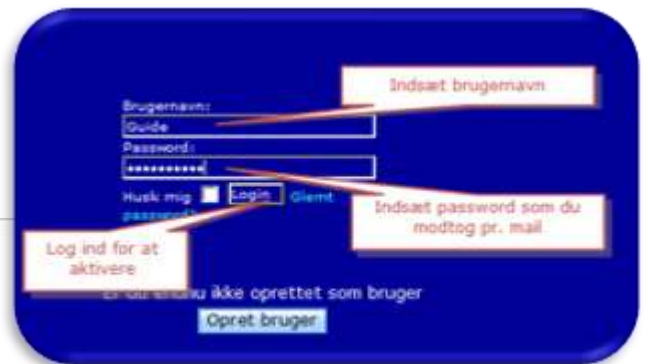 Indsæt brugernavn
Brugernavn:
Guide
Password:
••••••••••
Husk mig Login Glemt
password?
Indsæt password som du
modtog pr. mail
Log ind for at
aktivere
Er du endnu ikke oprettet som bruger
Opret bruger